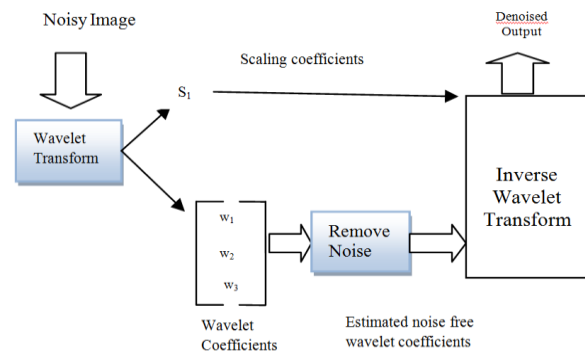 Noisy Image
Denoised
Output
Scaling coefficients
S1
Wavelet
Transform
Inverse
Wavelet
Transform
w1
w2
w3
Remove
Noise
Wavelet
Coefficients
Estimated noise free
wavelet coefficients